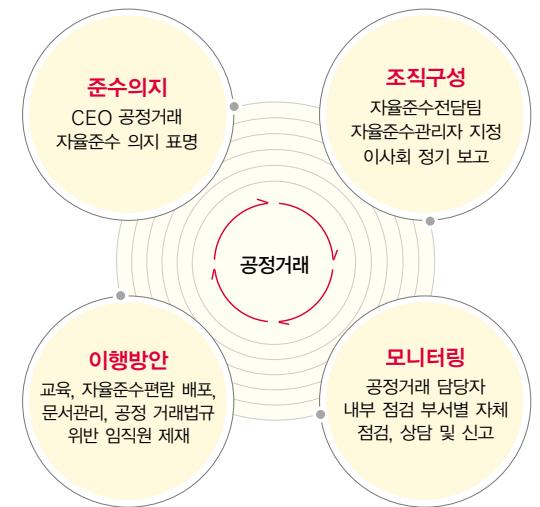 준수의지
CEO 공정거래
자율준수 의지 표명
조직구성
자율준수전담팀
자율준수관리자 지정
이사회 정기 보고
공정거래
이행방안
교육, 자율준수편람 배포,
문서관리, 공정 거래법규
위반 임직원 제재
모니터링
공정거래 담당자
내부 점검 부서별 자체
점검, 상담 및 신고